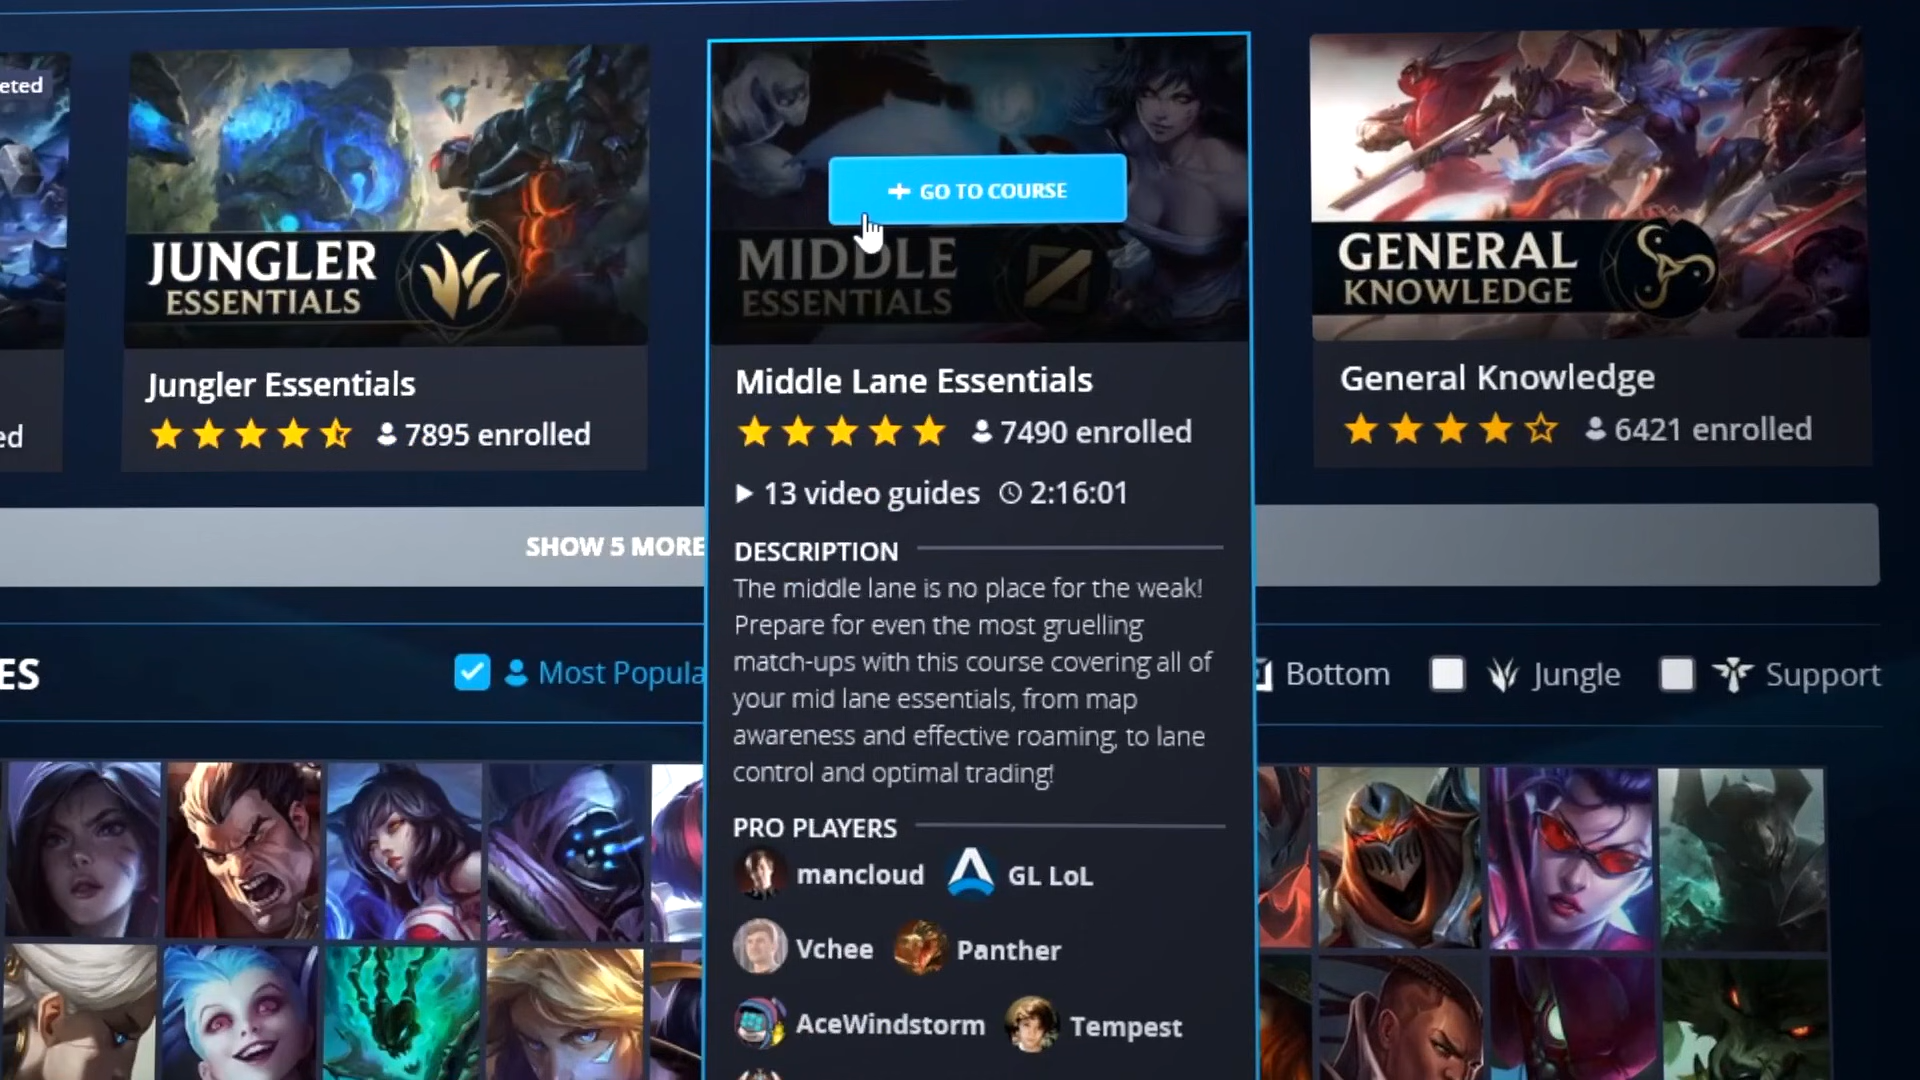 eted
JUNGLER
ESSENTIALS
Jungler Essentials
7895 enrolled
ed
GO TO COURSE
MIDDLE
ESSENTIALS
Middle Lane Essentials
7490 enrolled
13 video guides 2:16:01
DESCRIPTION
The middle lane is no place for the weak!
Prepare for even the most gruelling
match-ups with this course covering all of
your mid lane essentials, from map
awareness and effective roaming, to lane
control and optimal trading!
PRO PLAYERS
mancloud GL LoL
Vchee Panther
AceWindstorm Tempest
GENERAL
KNOWLEDGE
General Knowledge
6421 enrolled
SHOW 5 MORE
ES
Most Popula
Bottom Jungle Support